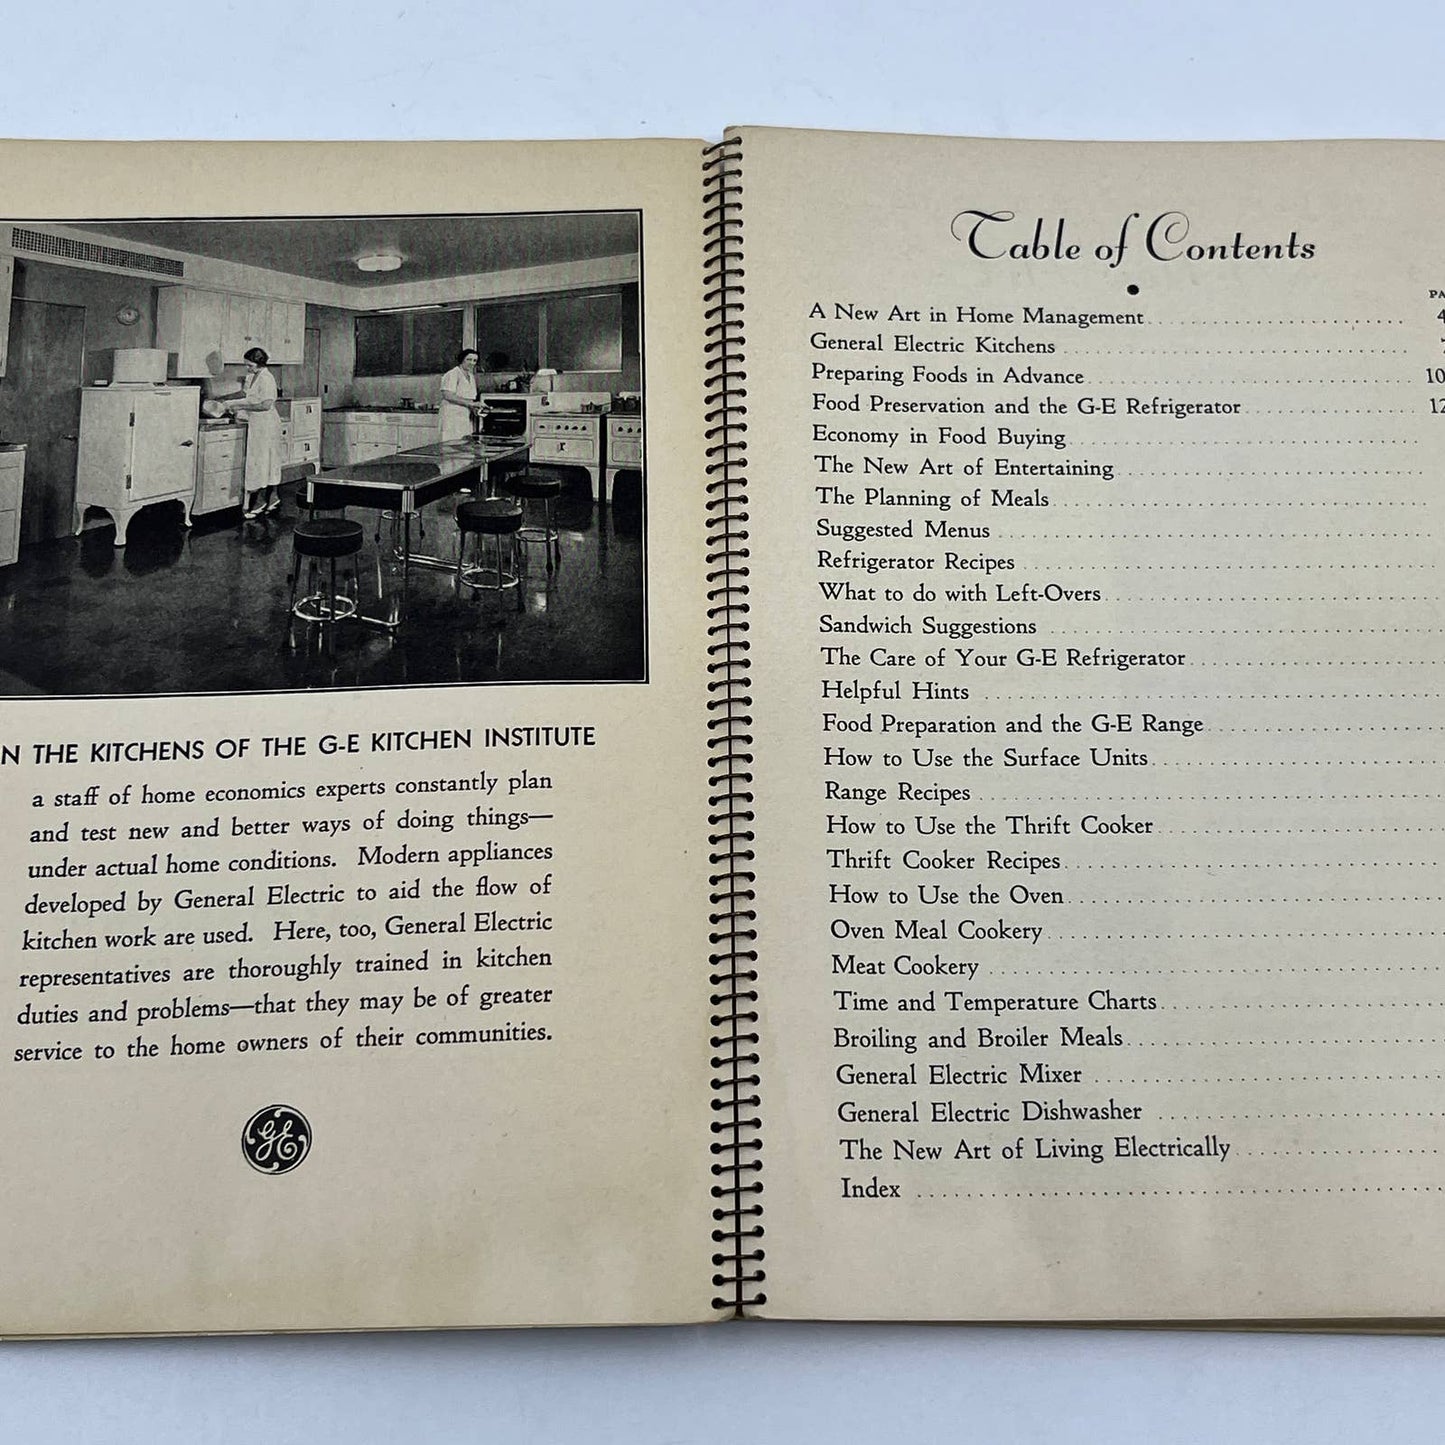 N THE KITCHENS OF THE G-E KITCHEN INSTITUTE
a staff of home economics experts constantly plan
and test new and better ways of doing things—
under actual home conditions. Modern appliances
developed by General Electric to aid the flow of
kitchen work are used. Here, too, General Electric
representatives are thoroughly trained in kitchen
duties and problems—that they may be of greater
service to the home owners of their communities.
GE
Table of Contents
PA
A New Art in Home Management 4
General Electric Kitchens
Preparing Foods in Advance 10
Food Preservation and the G-E Refrigerator 12
Economy in Food Buying
The New Art of Entertaining
The Planning of Meals
Suggested Menus
Refrigerator Recipes
What to do with Left-Overs
Sandwich Suggestions
The Care of Your G-E Refrigerator
Helpful Hints
Food Preparation and the G-E Range
How to Use the Surface Units
Range Recipes
How to Use the Thrift Cooker
Thrift Cooker Recipes
How to Use the Oven
Oven Meal Cookery
Meat Cookery
Time and Temperature Charts
Broiling and Broiler Meals
General Electric Mixer
General Electric Dishwasher
The New Art of Living Electrically
Index